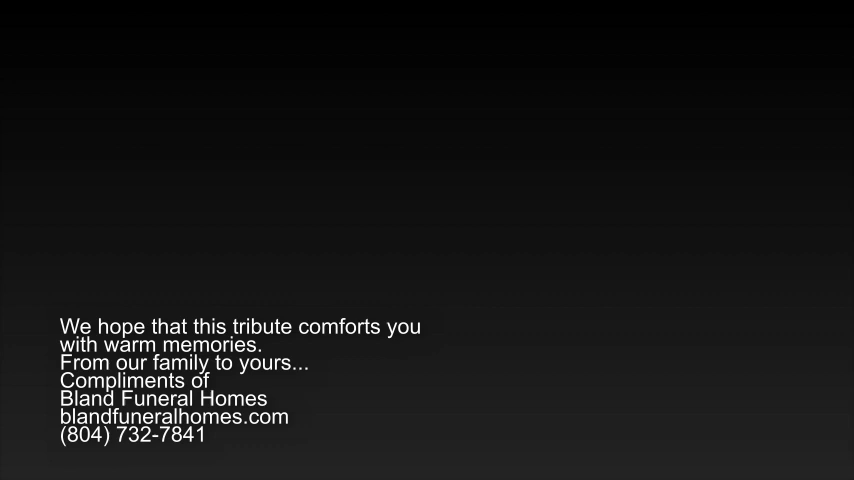 We hope that this tribute comforts you
with warm memories.
From our family to yours...
Compliments of
Bland Funeral Homes
blandfuneralhomes.com
(804) 732-7841